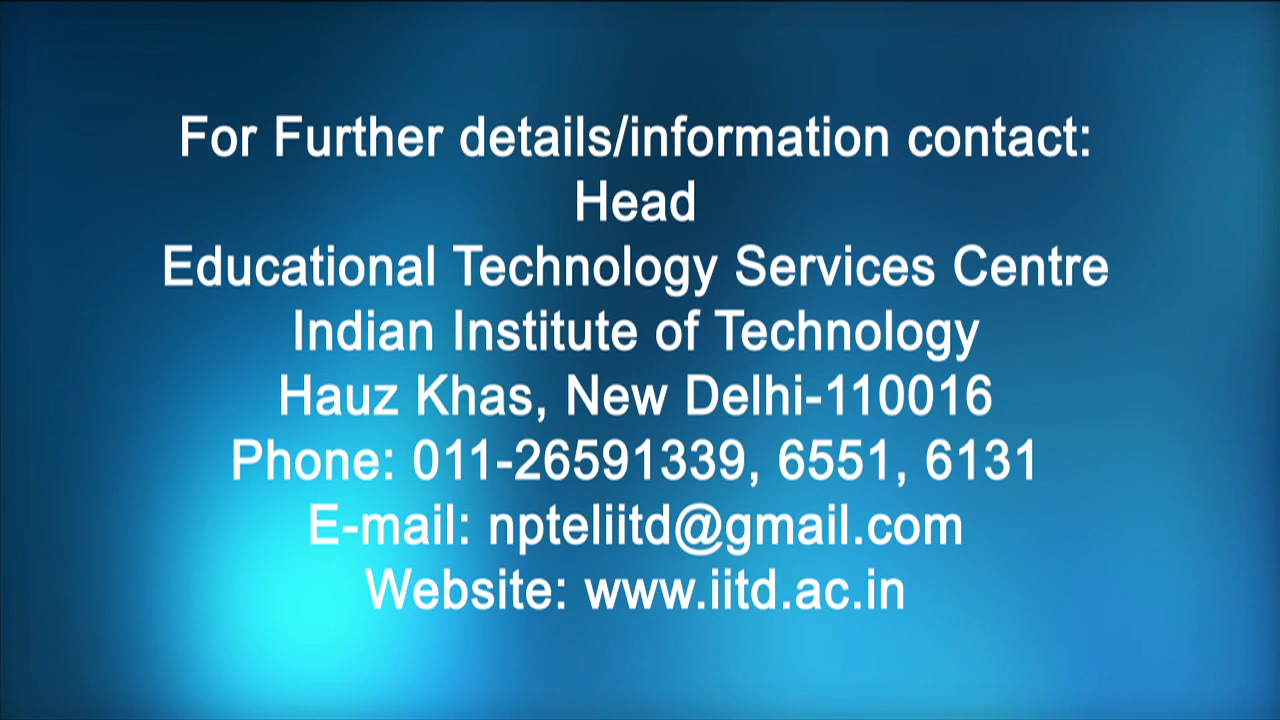 For Further details/information contact:
Head
Educational Technology Services Centre
Indian Institute of Technology
Hauz Khas, New Delhi-110016
Phone: 011-26591339, 6551, 6131
E-mail: npteliitd@gmail.com
Website: www.iitd.ac.in